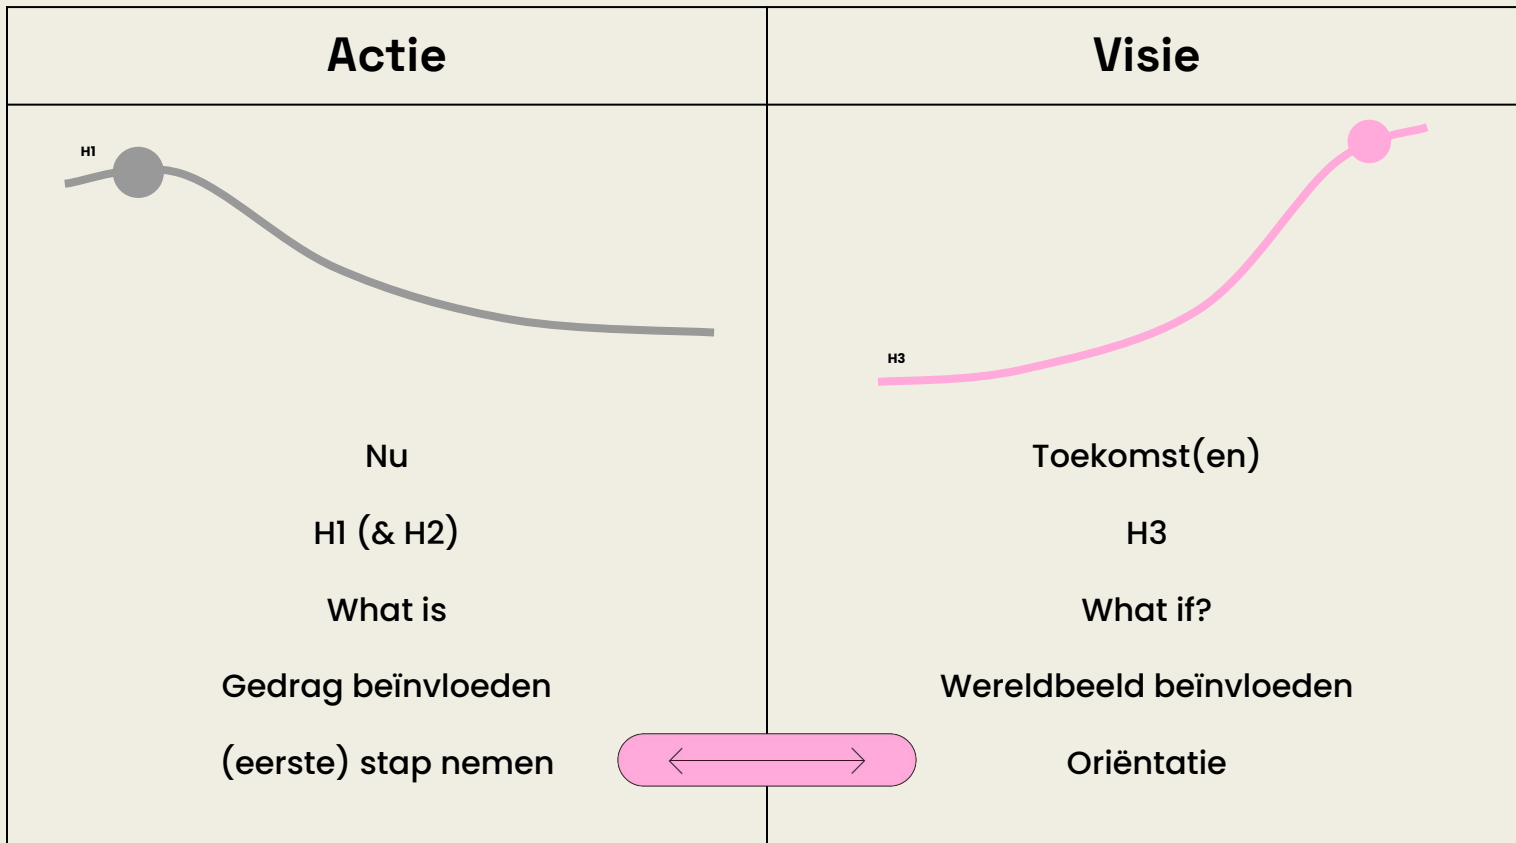 Actie
Visie
H1
H3
Nu
Toekomst(en)
H1 (& H2)
H3
What is
What if?
Gedrag beïnvloeden
Wereldbeeld beïnvloeden
(eerste) stap nemen
Oriëntatie